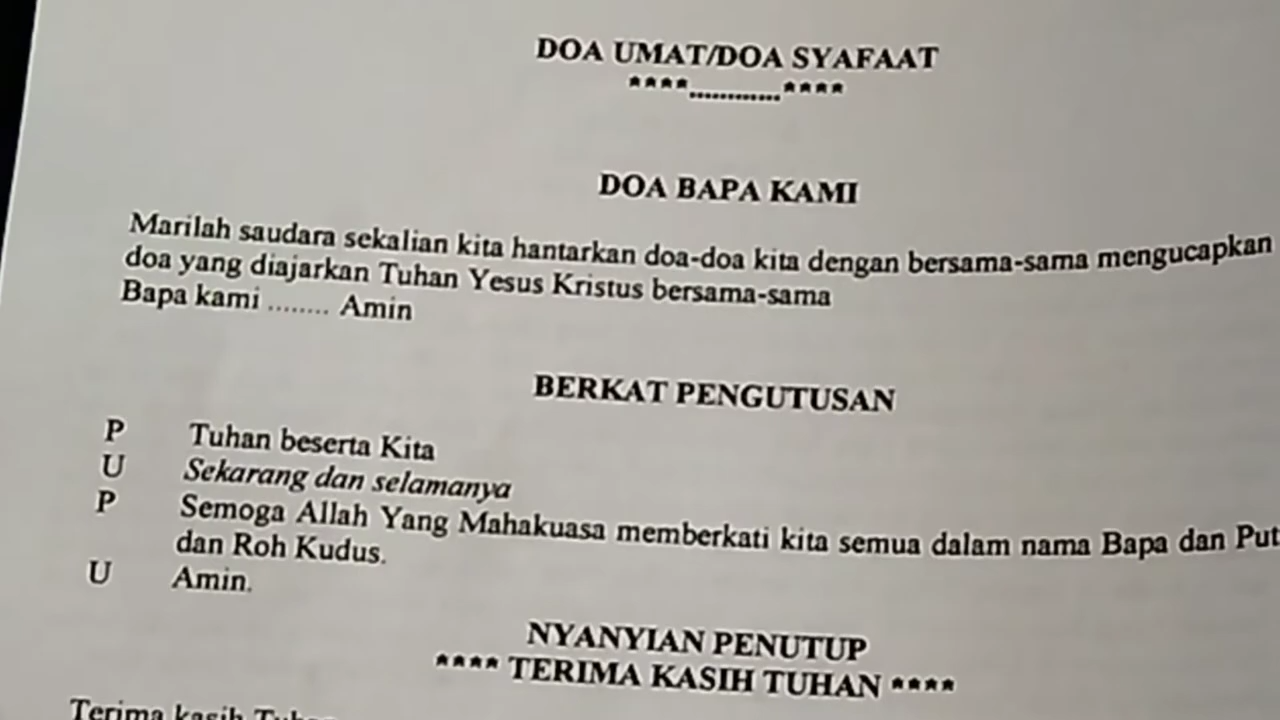 DOA UMAT/DOA SYAFAAT
****............****
DOA BAPA KAMI
Marilah saudara sekalian kita hantarkan doa-doa kita dengan bersama-sama mengucapkan
doa yang diajarkan Tuhan Yesus Kristus bersama-sama
Bapa kami ........ Amin
BERKAT PENGUTUSAN
P Tuhan beserta Kita
U Sekarang dan selamanya
P Semoga Allah Yang Mahakuasa memberkati kita semua dalam nama Bapa dan Put
dan Roh Kudus.
U Amin.
NYANYIAN PENUTUP
**** TERIMA KASIH TUHAN ****
Terima kasih